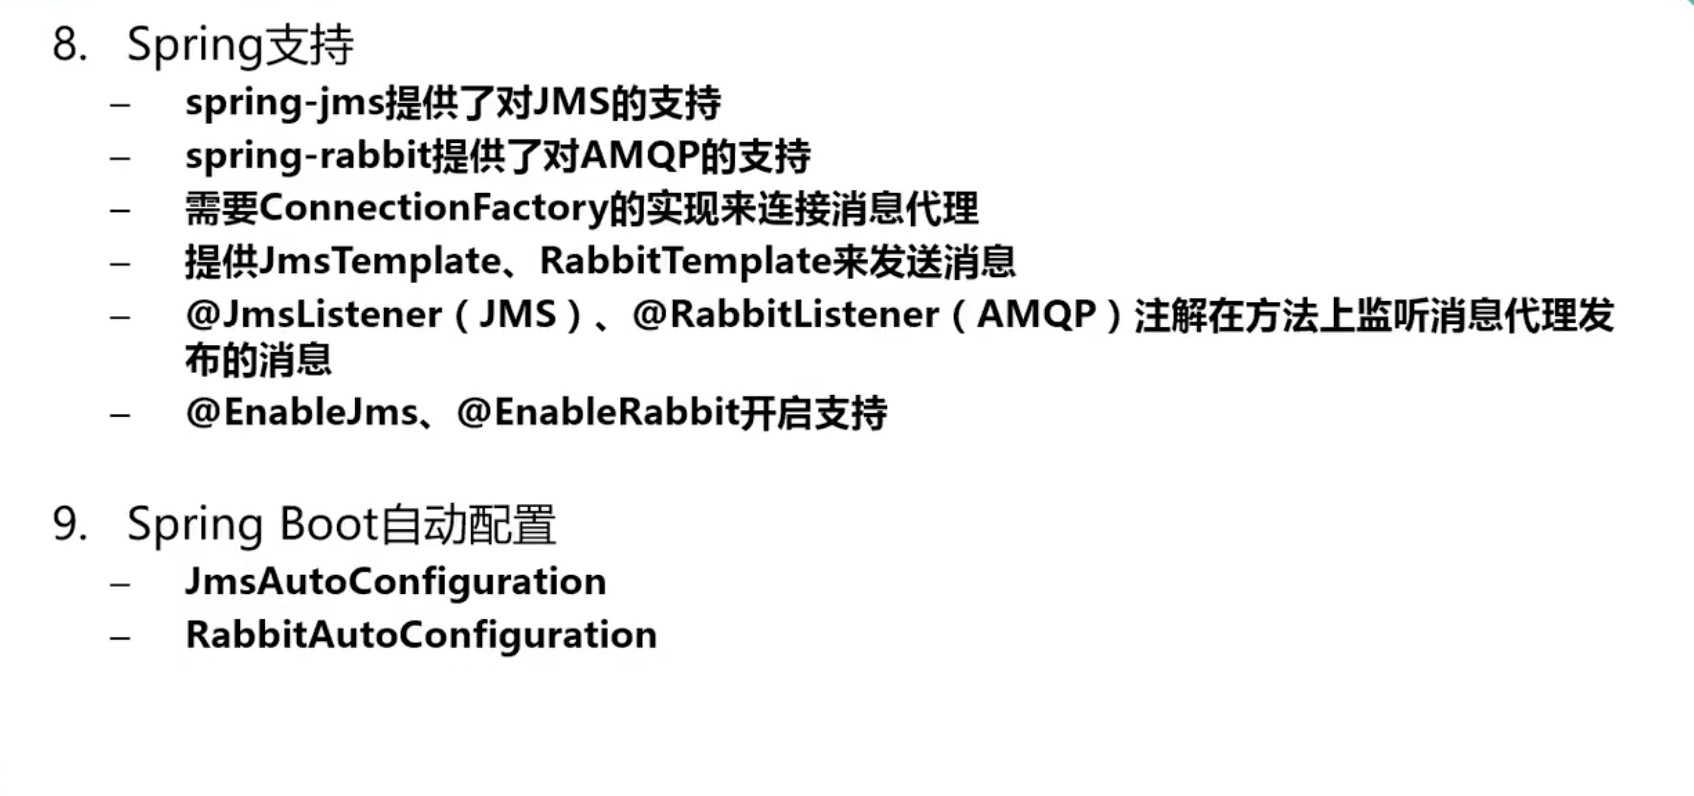 8. Spring支持
– spring-jms提供了对JMS的支持
– spring-rabbit提供了对AMQP的支持
– 需要ConnectionFactory的实现来连接消息代理
– 提供JmsTemplate、RabbitTemplate来发送消息
– @JmsListener（JMS）、@RabbitListener（AMQP）注解在方法上监听消息代理发
布的消息
– @EnableJms、@EnableRabbit开启支持
9. Spring Boot自动配置
– JmsAutoConfiguration
– RabbitAutoConfiguration